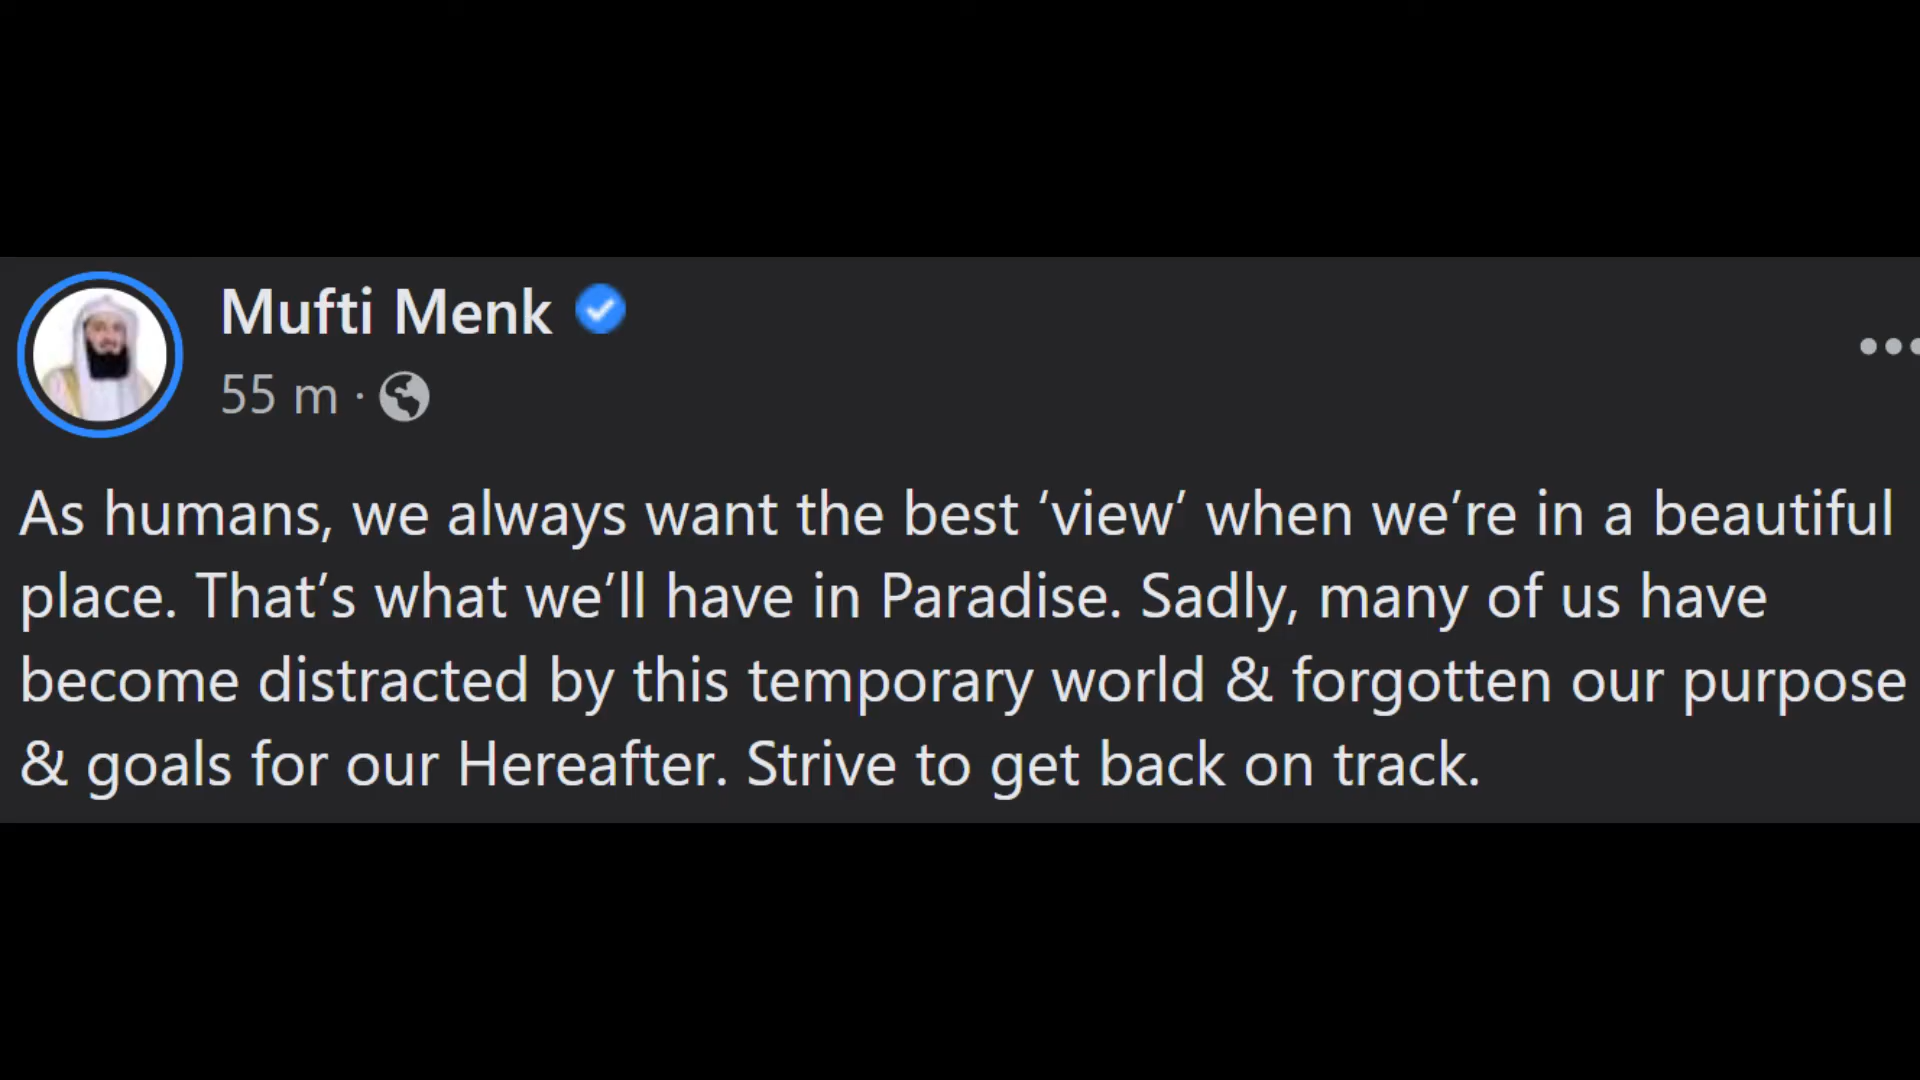 Mufti Menk
55 m ·
As humans, we always want the best ‘view’ when we’re in a beautiful
place. That’s what we’ll have in Paradise. Sadly, many of us have
become distracted by this temporary world & forgotten our purpose
& goals for our Hereafter. Strive to get back on track.